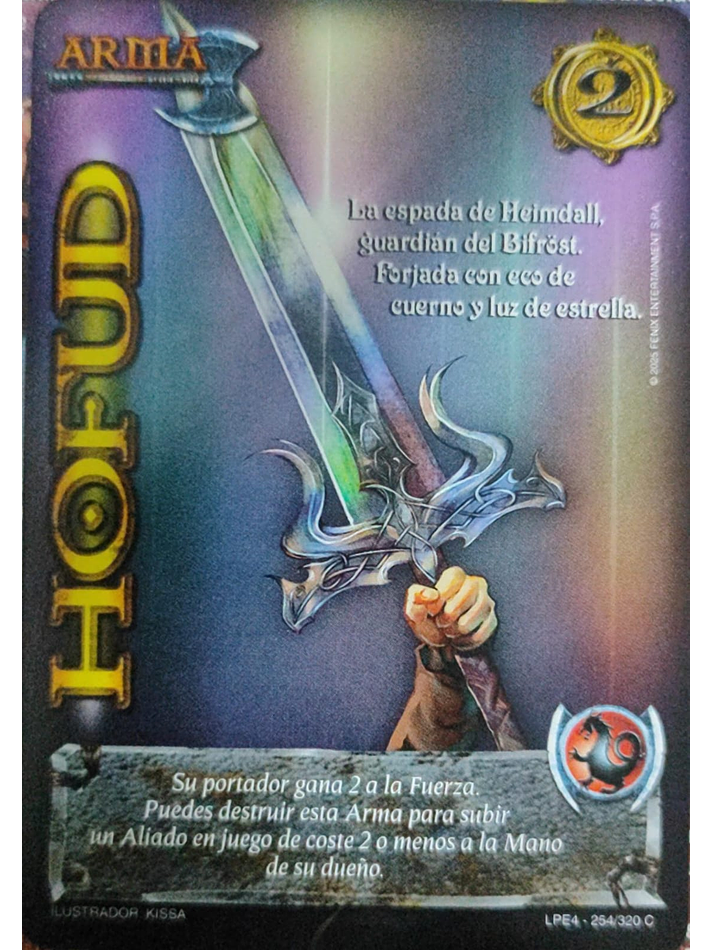 ARMA
2
HOFUD
La espada de Heimdall,
guardián del Bifröst.
Forjada con eco de
cuerno y luz de estrella.
© 2025 FENIX ENTERTAINMENT S.P.A.
Su portador gana 2 a la Fuerza.
Puedes destruir esta Arma para subir
un Aliado en juego de coste 2 o menos a la Mano
de su dueño.
ILUSTRADOR KISSA
LPE4 - 254/320 C